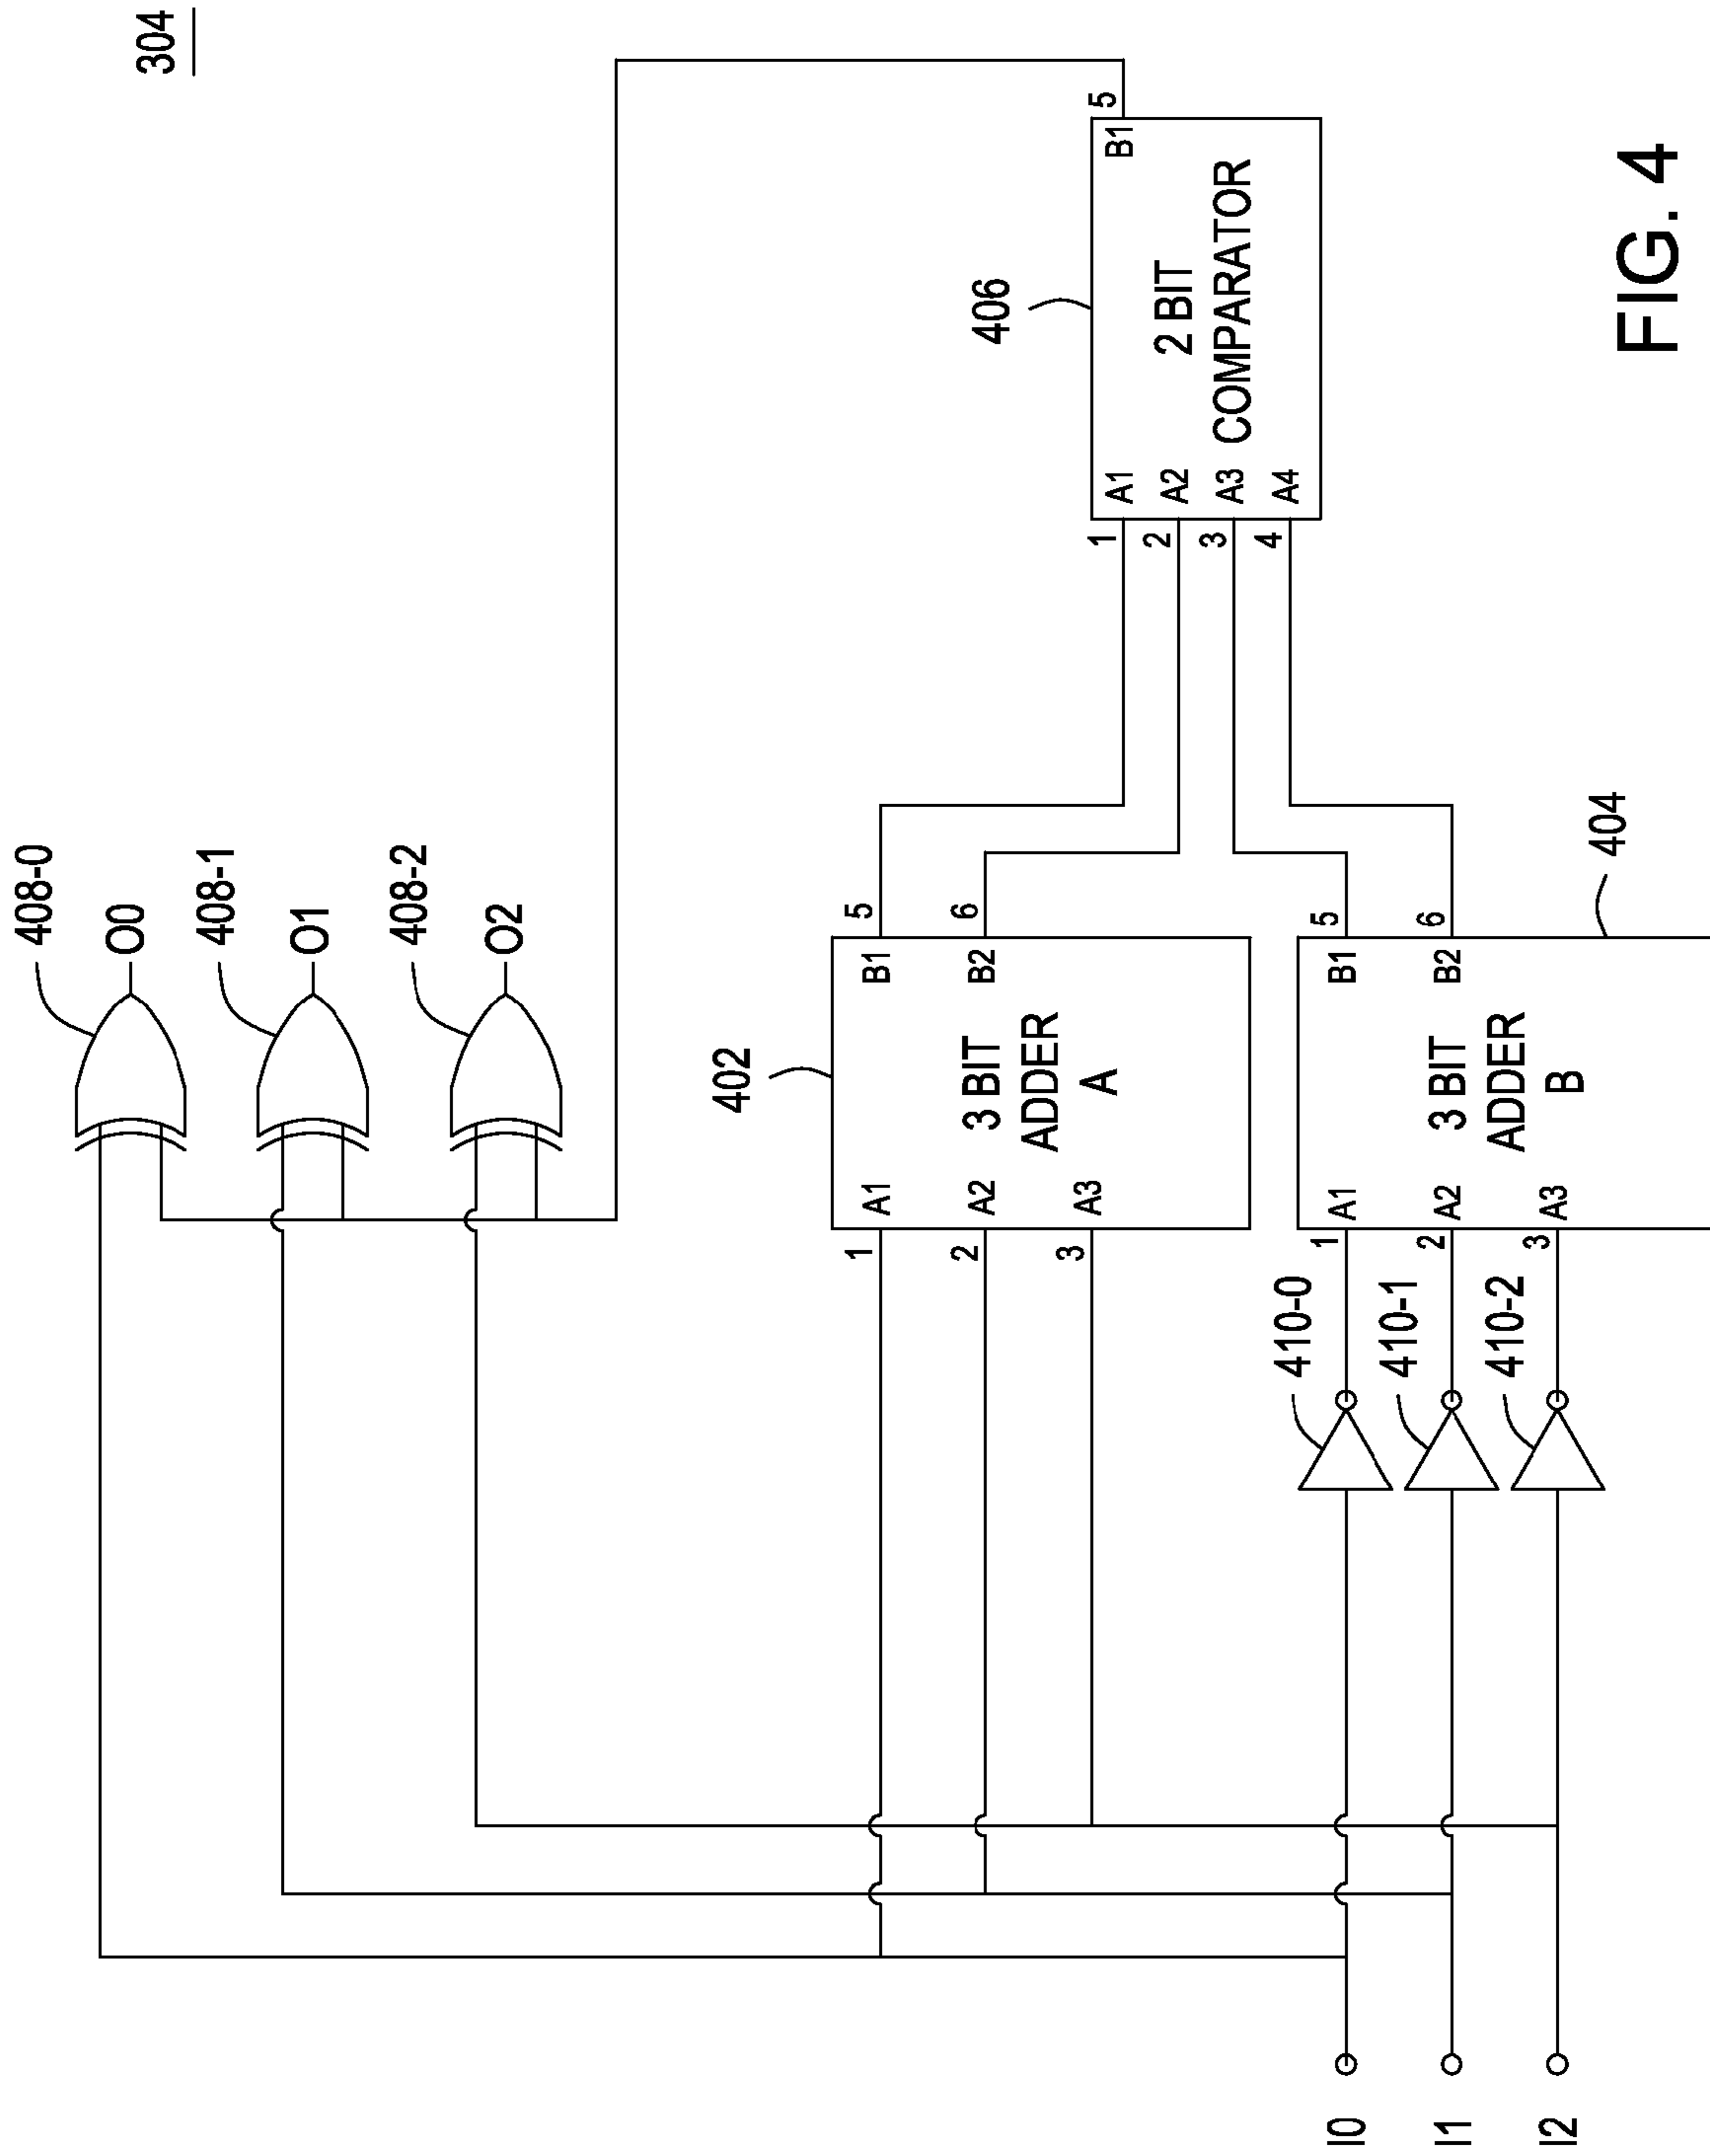 304
408-0
O0
408-1
O1
408-2
O2
402
A1
B1
1
5
A2
B2
2
6
A3
3
3 BIT
ADDER
A
406
A1
B1
1
5
A2
2
A3
3
A4
4
2 BIT
COMPARATOR
410-0
410-1
410-2
A1
B1
1
5
A2
B2
2
6
A3
3
3 BIT
ADDER
B
404
I0
I1
I2
FIG. 4